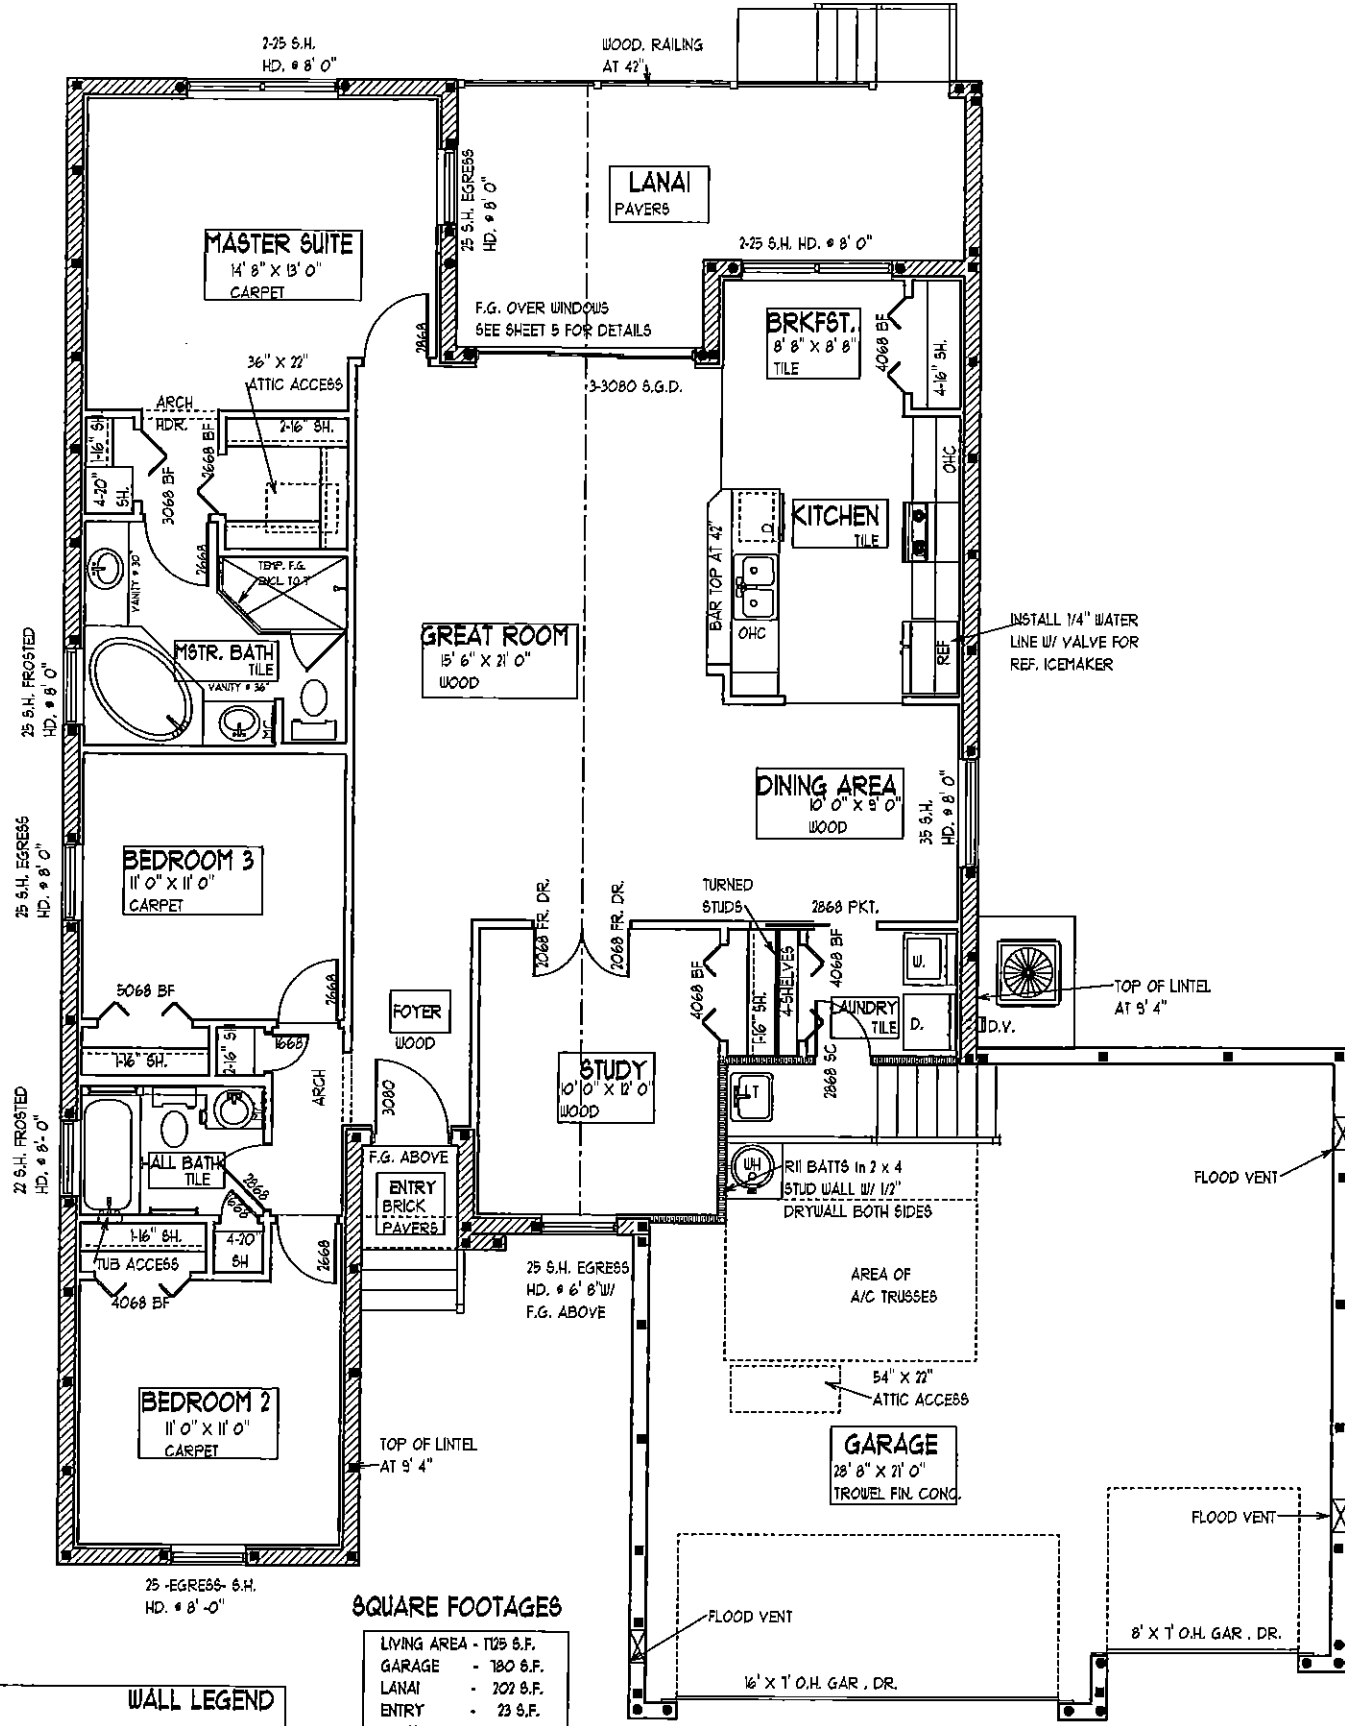 2-25 S.H.
HD. @ 8' 0"
WOOD. RAILING
AT 42"
LANAI
PAVERS
25 S.H. EGRESS
HD. @ 8' 0"
2-25 S.H. HD. @ 8' 0"
MASTER SUITE
14' 8" X 13' 0"
CARPET
F.G. OVER WINDOWS
SEE SHEET 5 FOR DETAILS
BRKFST.
8' 8" X 8' 8"
TILE
4068 BF
4-16" SH.
2868
36" X 22"
ATTIC ACCESS
3-3080 S.G.D.
ARCH
HDR.
1-16" SH.
4-20"
SH.
3068 BF
2668 BF
2-16" SH.
OHC
KITCHEN
TILE
D
BAR TOP AT 42"
OHC
REF.
INSTALL 1/4" WATER
LINE W/ VALVE FOR
REF. ICEMAKER
VANITY @ 30"
2668
TEMP. F.G.
ENCL TO 7'
MSTR. BATH
TILE
VANITY @ 36"
MC
25 S.H. FROSTED
HD. @ 8' 0"
GREAT ROOM
15' 6" X 21' 0"
WOOD
DINING AREA
10' 0" X 9' 0"
WOOD
35 S.H.
HD. @ 8' 0"
25 S.H. EGRESS
HD. @ 8' 0"
BEDROOM 3
11' 0" X 11' 0"
CARPET
2068 FR. DR.
2068 FR. DR.
TURNED
STUDS
2868 PKT.
5068 BF
2668
FOYER
WOOD
4068 BF
1-16" SH.
4-SHELVES
4068 BF
W.
LAUNDRY
TILE
D.
D.V.
TOP OF LINTEL
AT 9' 4"
1-16" SH.
2-16" SH
1668
ARCH
3080
STUDY
10' 0" X 12' 0"
WOOD
2868 SC
LT
22 S.H. FROSTED
HD. @ 8'- 0"
MC
HALL BATH
TILE
2868
1668
F.G. ABOVE
ENTRY
BRICK
PAVERS
WH
R11 BATTS in 2 x 4
STUD WALL W/ 1/2"
DRYWALL BOTH SIDES
FLOOD VENT
1-16" SH.
TUB ACCESS
4-20"
SH
2668
4068 BF
25 S.H. EGRESS
HD. @ 6' 8"W/
F.G. ABOVE
AREA OF
A/C TRUSSES
54" X 22"
ATTIC ACCESS
BEDROOM 2
11' 0" X 11' 0"
CARPET
TOP OF LINTEL
AT 9' 4"
GARAGE
28' 8" X 21' 0"
TROWEL FIN. CONC.
FLOOD VENT
25 -EGRESS- S.H.
HD. @ 8' -0"
FLOOD VENT
8' X 7' O.H. GAR . DR.
16' X 7' O.H. GAR . DR.
SQUARE FOOTAGES
LIVING AREA - 1725 S.F.
GARAGE - 780 S.F.
LANAI - 202 S.F.
ENTRY - 23 S.F.
WALL LEGEND